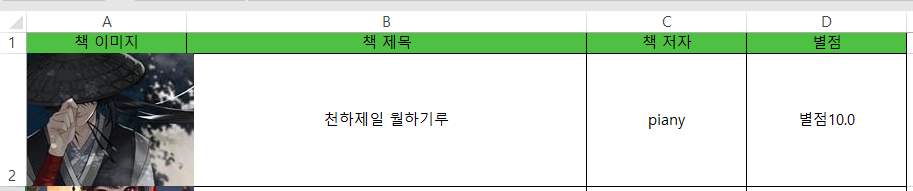 A B C D
1 책 이미지 책 제목 책 저자 별점
2 천하제일 월하기루 piany 별점10.0